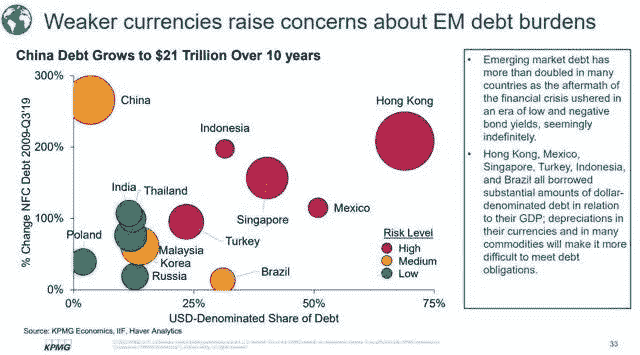 Weaker currencies raise concerns about EM debt burdens
China Debt Grows to $21 Trillion Over 10 years
% Change NFC Debt 2009-Q3'19
300%
200%
100%
0%
China
Indonesia
Hong Kong
Singapore
Mexico
India
Thailand
Poland
Turkey
Malaysia
Korea
Russia
Brazil
Risk Level
High
Medium
Low
0%
25%
50%
75%
USD-Denominated Share of Debt
• Emerging market debt has
more than doubled in many
countries as the aftermath of
the financial crisis ushered in
an era of low and negative
bond yields, seemingly
indefinitely.
• Hong Kong, Mexico,
Singapore, Turkey, Indonesia,
and Brazil all borrowed
substantial amounts of dollar-
denominated debt in relation
to their GDP; depreciations in
their currencies and in many
commodities will make it more
difficult to meet debt
obligations.
Source: KPMG Economics, IIF, Haver Analytics
KPMG
33